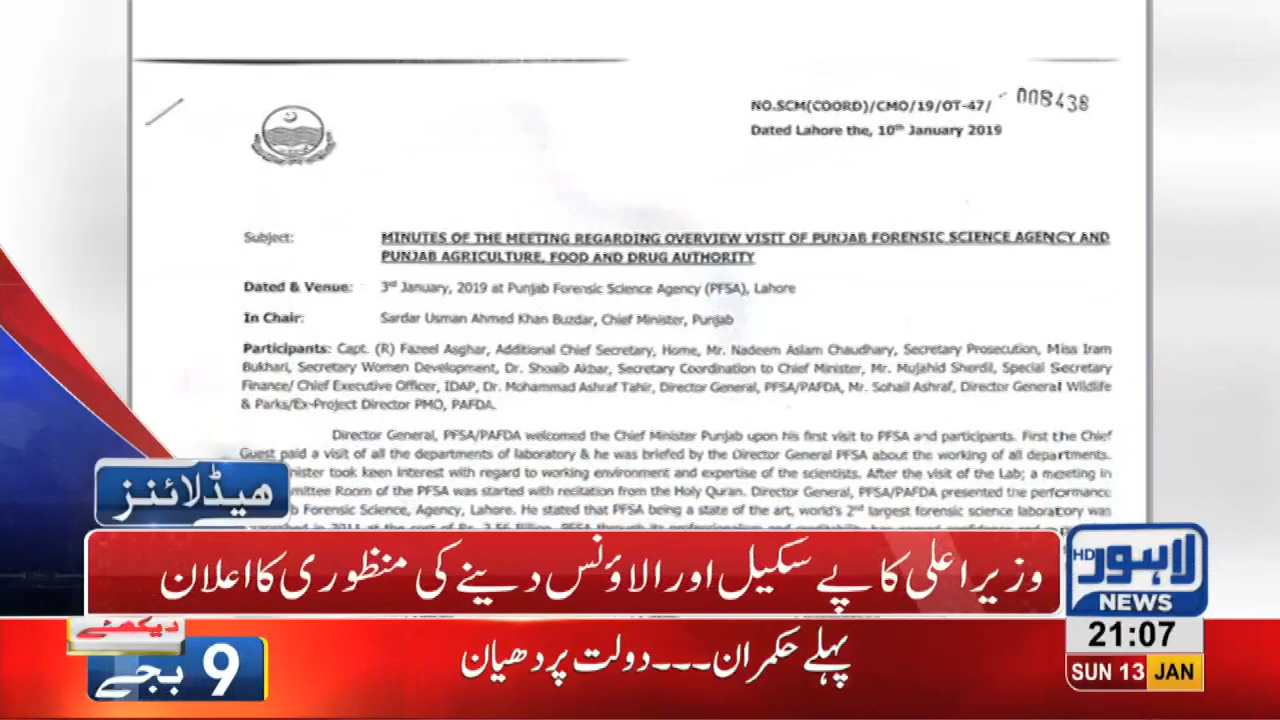 NO.SCM(COORD)/CMO/19/OT-47/ 008438
Dated Lahore the, 10th January 2019
Subject: MINUTES OF THE MEETING REGARDING OVERVIEW VISIT OF PUNJAB FORENSIC SCIENCE AGENCY AND
PUNJAB AGRICULTURE, FOOD AND DRUG AUTHORITY
Dated & Venue: 3rd January, 2019 at Punjab Forensic Science Agency (PFSA), Lahore
In Chair: Sardar Usman Ahmed Khan Buzdar, Chief Minister, Punjab
Participants: Capt. (R) Fazeel Asghar, Additional Chief Secretary, Home, Mr. Nadeem Aslam Chaudhary, Secretary Prosecution, Miss Iram
Bukhari, Secretary Women Development, Dr. Shoaib Akbar, Secretary Coordination to Chief Minister, Mr. Mujahid Sherdil, Special Secretary
Finance/ Chief Executive Officer, IDAP, Dr. Mohammad Ashraf Tahir, Director General, PFSA/PAFDA, Mr. Sohail Ashraf, Director General Wildlife
& Parks/Ex-Project Director PMO, PAFDA.
Director General, PFSA/PAFDA welcomed the Chief Minister Punjab upon his first visit to PFSA and participants. First the Chief
Guest paid a visit of all the departments of laboratory & he was briefed by the Director General PFSA about the working of all departments.
nister took keen interest with regard to working environment and expertise of the scientists. After the visit of the Lab; a meeting in
mittee Room of the PFSA was started with recitation from the Holy Quran. Director General, PFSA/PAFDA presented the performance
b Forensic Science, Agency, Lahore. He stated that PFSA being a state of the art, world's 2nd largest forensic science laboratory was
ہیڈلائنز
وزیراعلی کا پے سکیل اور الاؤنس دینے کی منظوری کا اعلان
لاہور HD
NEWS
21:07
SUN 13 JAN
دیکھئے
9 بجے
پہلے حکمران۔۔۔دولت پر دھیان